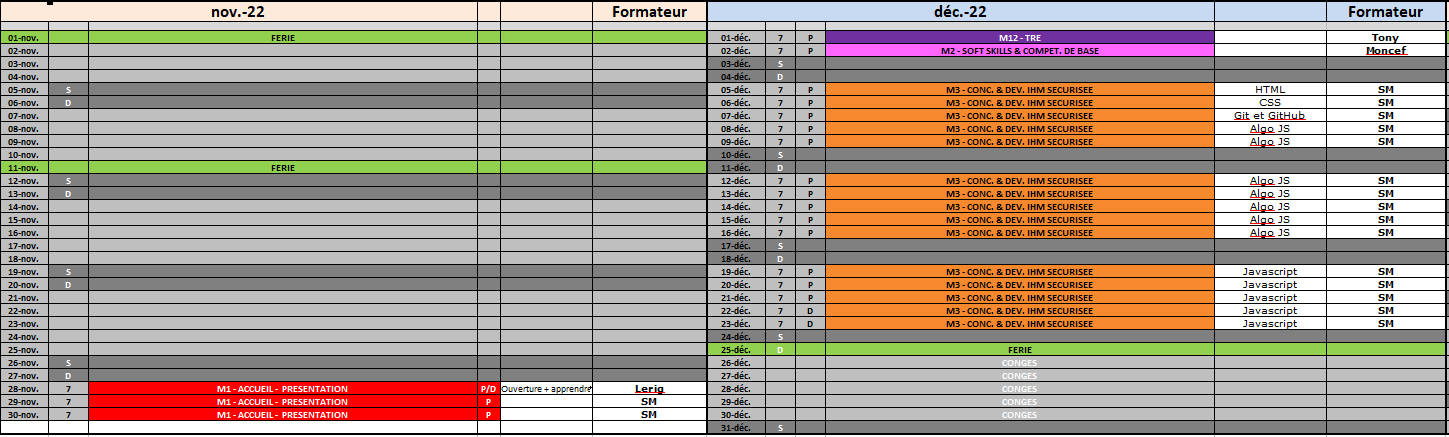 nov.-22 Formateur
01-nov. FERIE
02-nov.
03-nov.
04-nov.
05-nov. S
06-nov. D
07-nov.
08-nov.
09-nov.
10-nov.
11-nov. FERIE
12-nov. S
13-nov. D
14-nov.
15-nov.
16-nov.
17-nov.
18-nov.
19-nov. S
20-nov. D
21-nov.
22-nov.
23-nov.
24-nov.
25-nov.
26-nov. S
27-nov. D
28-nov. 7 M1 - ACCUEIL - PRESENTATION P/D Ouverture + apprendre Lerig
29-nov. 7 M1 - ACCUEIL - PRESENTATION P SM
30-nov. 7 M1 - ACCUEIL - PRESENTATION P SM
déc.-22 Formateur
01-déc. 7 P M12 - TRE Tony
02-déc. 7 P M2 - SOFT SKILLS & COMPET. DE BASE Moncef
03-déc. S
04-déc. D
05-déc. 7 P M3 - CONC. & DEV. IHM SECURISEE HTML SM
06-déc. 7 P M3 - CONC. & DEV. IHM SECURISEE CSS SM
07-déc. 7 P M3 - CONC. & DEV. IHM SECURISEE Git et GitHub SM
08-déc. 7 P M3 - CONC. & DEV. IHM SECURISEE Algo JS SM
09-déc. 7 P M3 - CONC. & DEV. IHM SECURISEE Algo JS SM
10-déc. S
11-déc. D
12-déc. 7 P M3 - CONC. & DEV. IHM SECURISEE Algo JS SM
13-déc. 7 P M3 - CONC. & DEV. IHM SECURISEE Algo JS SM
14-déc. 7 P M3 - CONC. & DEV. IHM SECURISEE Algo JS SM
15-déc. 7 P M3 - CONC. & DEV. IHM SECURISEE Algo JS SM
16-déc. 7 P M3 - CONC. & DEV. IHM SECURISEE Algo JS SM
17-déc. S
18-déc. D
19-déc. 7 P M3 - CONC. & DEV. IHM SECURISEE Javascript SM
20-déc. 7 P M3 - CONC. & DEV. IHM SECURISEE Javascript SM
21-déc. 7 P M3 - CONC. & DEV. IHM SECURISEE Javascript SM
22-déc. 7 D M3 - CONC. & DEV. IHM SECURISEE Javascript SM
23-déc. 7 D M3 - CONC. & DEV. IHM SECURISEE Javascript SM
24-déc. S
25-déc. D FERIE
26-déc. CONGES
27-déc. CONGES
28-déc. CONGES
29-déc. CONGES
30-déc. CONGES
31-déc. S